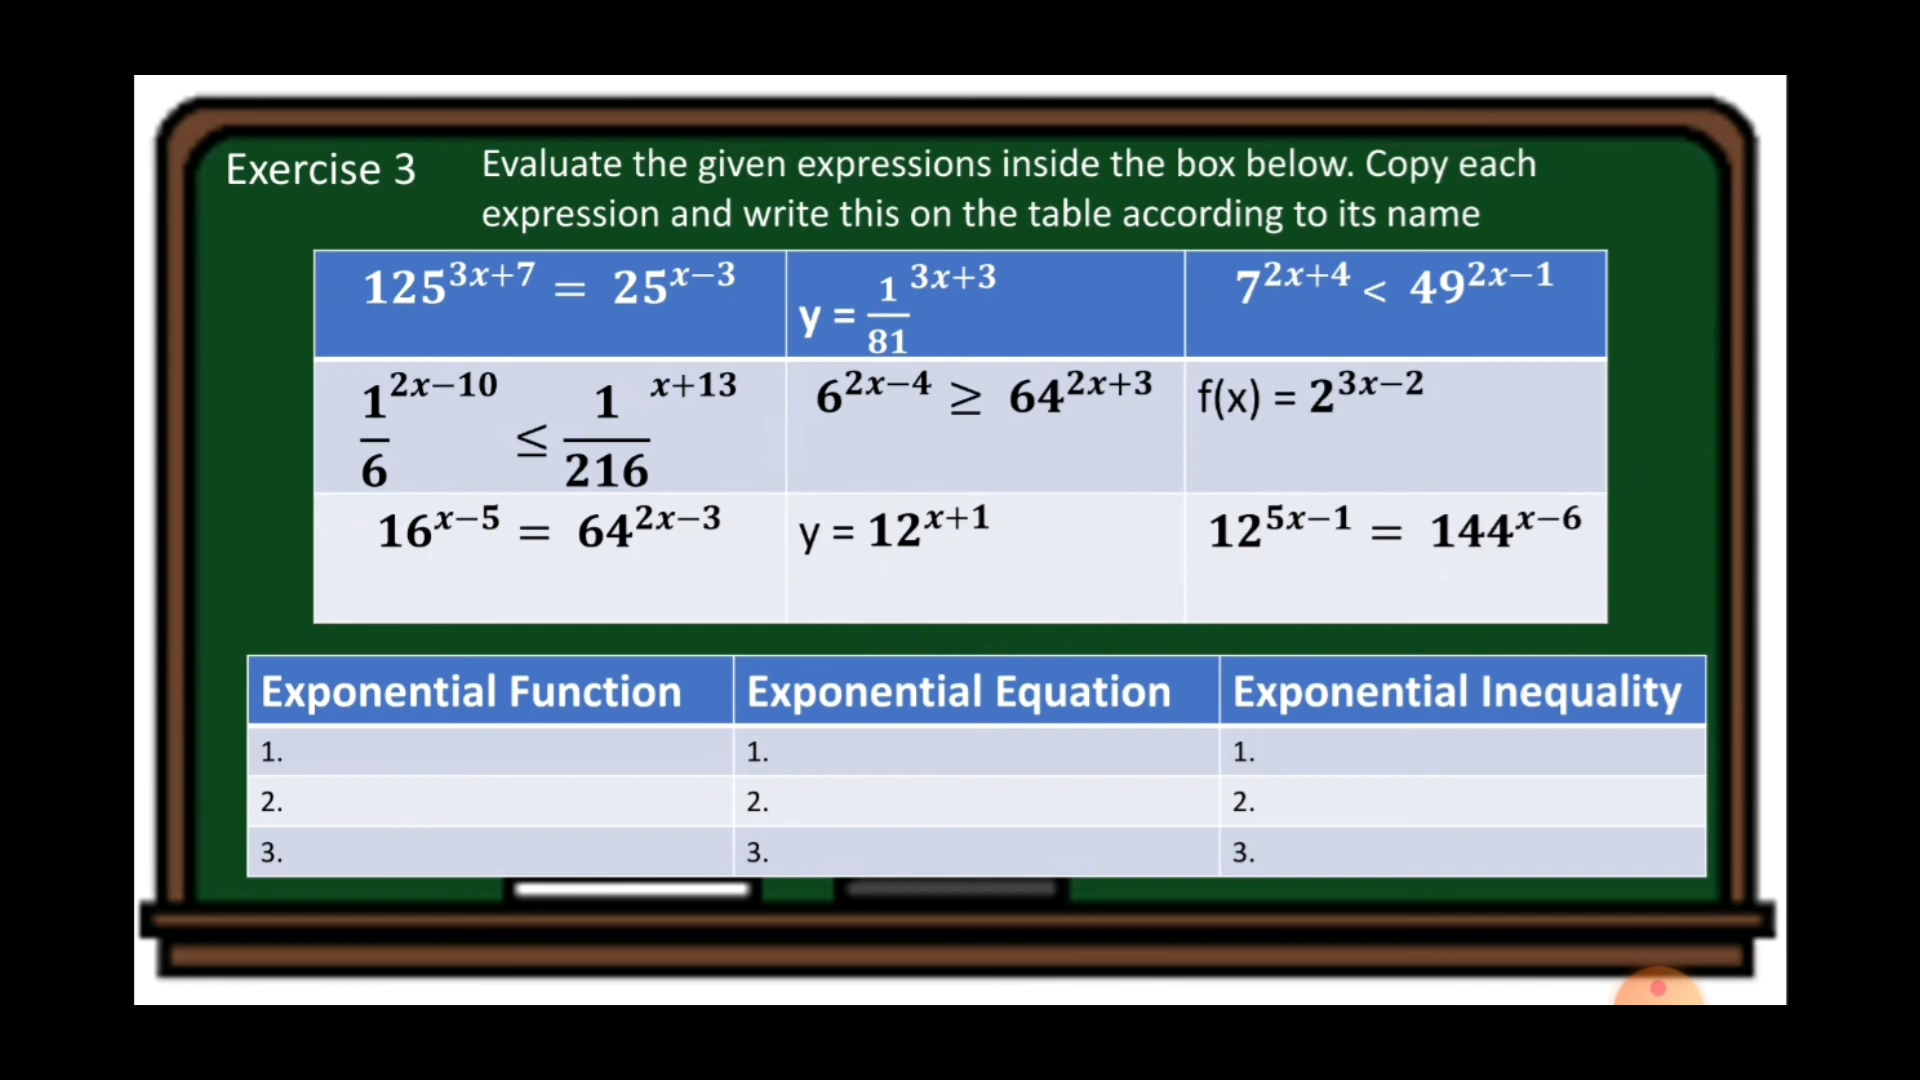 Exercise 3
Evaluate the given expressions inside the box below. Copy each
expression and write this on the table according to its name
125^{3x+7} = 25^{x−3}
y = \frac{1}{81}^{3x+3}
7^{2x+4} < 49^{2x−1}
\frac{1}{6}^{2x−10} ≤ \frac{1}{216}^{x+13}
6^{2x−4} ≥ 64^{2x+3}
f(x) = 2^{3x−2}
16^{x−5} = 64^{2x−3}
y = 12^{x+1}
12^{5x−1} = 144^{x−6}
Exponential Function
Exponential Equation
Exponential Inequality
1.
1.
1.
2.
2.
2.
3.
3.
3.